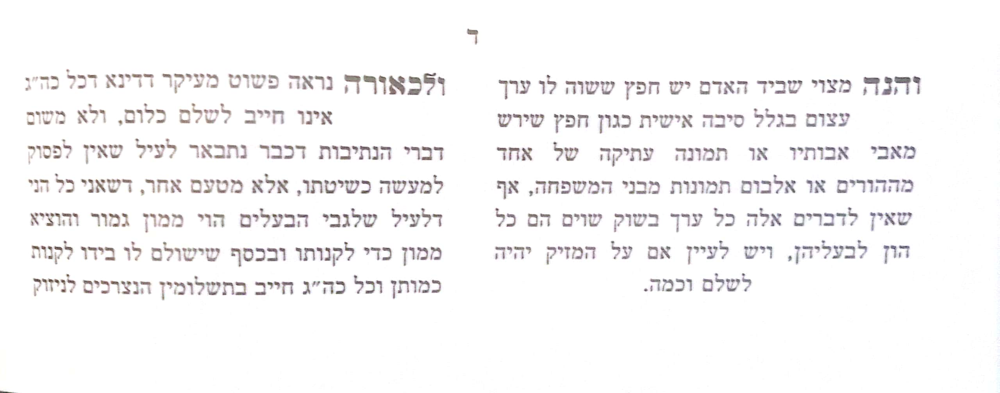 ד
והנה מצוי שביד האדם יש חפץ ששוה לו ערך
עצום בגלל סיבה אישית כגון חפץ שירש
מאבי אבותיו או תמונה עתיקה של אחד
מההורים או אלבום תמונות מבני המשפחה, אף
שאין לדברים אלה כל ערך בשוק שוים הם כל
הון לבעליהן, ויש לעיין אם על המזיק יהיה
לשלם וכמה.
ולכאורה נראה פשוט מעיקר דדינא דכל כה״ג
אינו חייב לשלם כלום, ולא משום
דברי הנתיבות דכבר נתבאר לעיל שאין לפסוק
למעשה כשיטתו, אלא מטעם אחר, דשאני כל הני
דלעיל שלגבי הבעלים הוי ממון גמור והוציא
ממון כדי לקנותו ובכסף שישולם לו בידו לקנות
כמותן וכל כה״ג חייב בתשלומין הנצרכים לניזוק